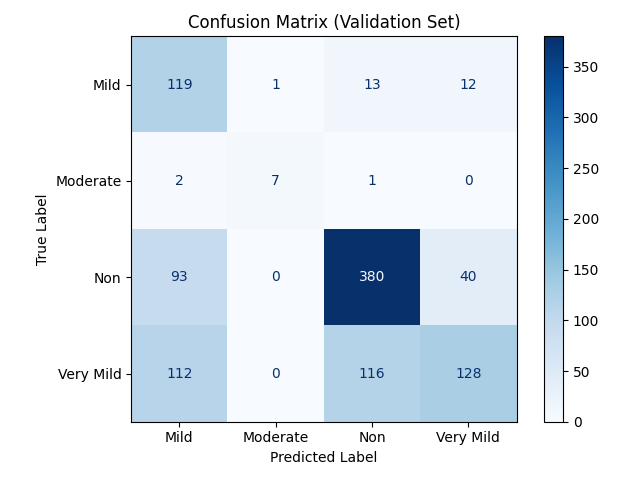 Confusion Matrix (Validation Set)
True Label
Mild 119 1 13 12
Moderate 2 7 1 0
Non 93 0 380 40
Very Mild 112 0 116 128
Mild Moderate Non Very Mild
Predicted Label
350
300
250
200
150
100
50
0